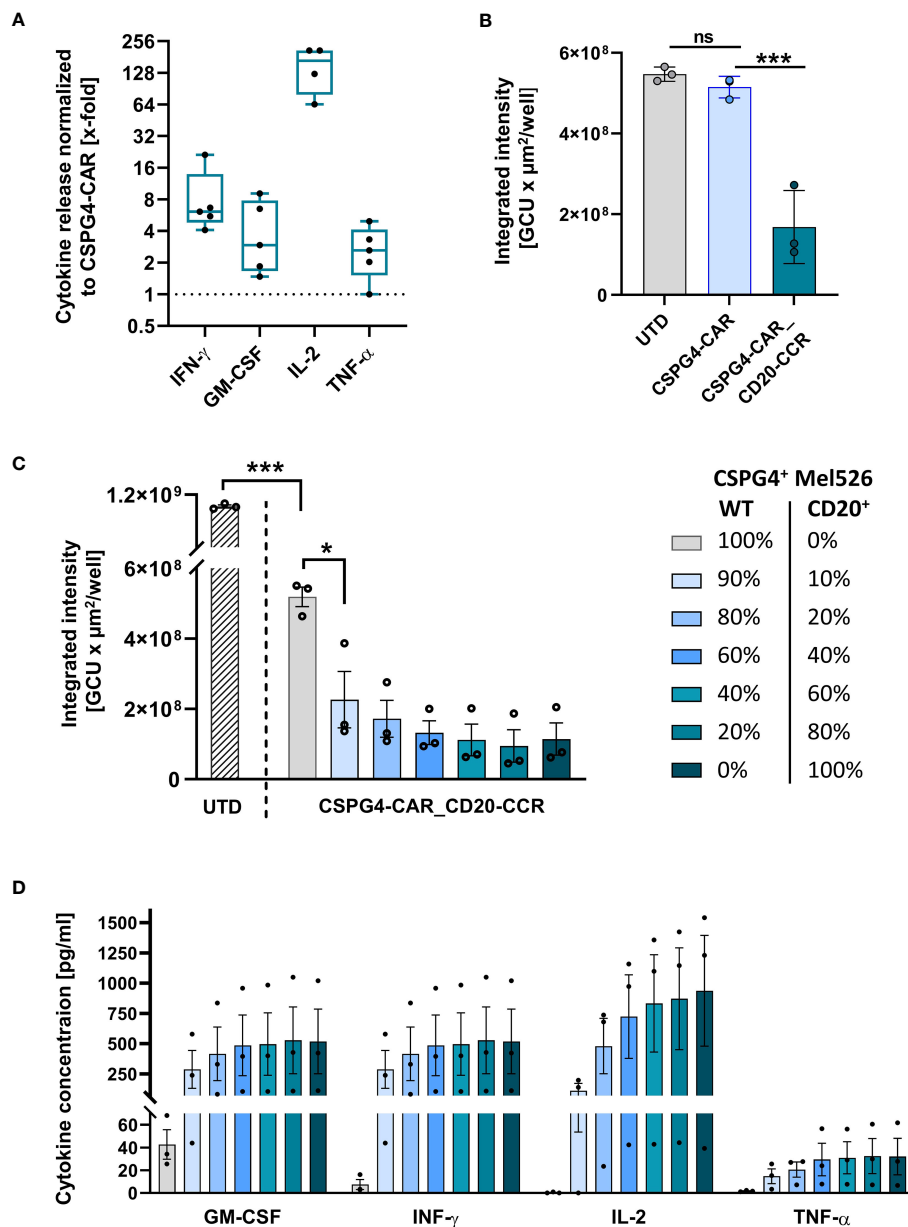 A
Cytokine release normalized
to CSPG4-CAR [x-fold]
256
128
64
32
16
8
4
2
1
0.5
IFN-γ
GM-CSF
IL-2
TNF-α
B
Integrated intensity
[GCU x µm²/well]
6×10⁸
4×10⁸
2×10⁸
0
ns
***
UTD
CSPG4-CAR
CSPG4-CAR_
CD20-CCR
C
Integrated intensity
[GCU x µm²/well]
1.2×10⁹
6×10⁸
4×10⁸
2×10⁸
0
***
*
UTD
CSPG4-CAR_CD20-CCR
CSPG4⁺ Mel526
WT CD20⁺
100% 0%
90% 10%
80% 20%
60% 40%
40% 60%
20% 80%
0% 100%
D
Cytokine concentraion [pg/ml]
1500
1250
1000
750
500
250
60
40
20
0
GM-CSF
INF-γ
IL-2
TNF-α